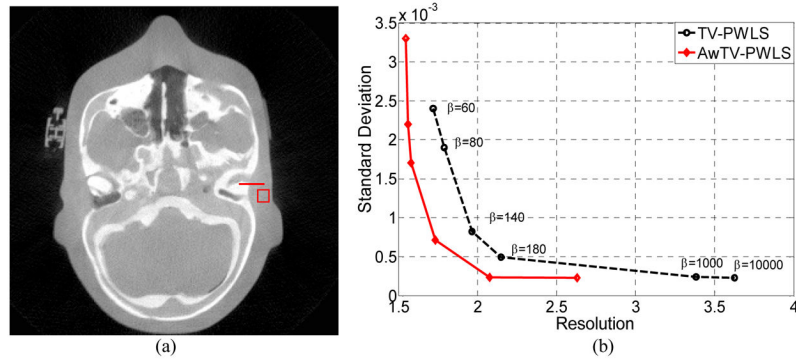 3.5 x 10⁻³
TV-PWLS
AwTV-PWLS
3
2.5
β=60
2
β=80
1.5
1
β=140
0.5
β=180
β=1000
β=10000
0
1.5 2 2.5 3 3.5 4
Standard Deviation
Resolution
(a)
(b)